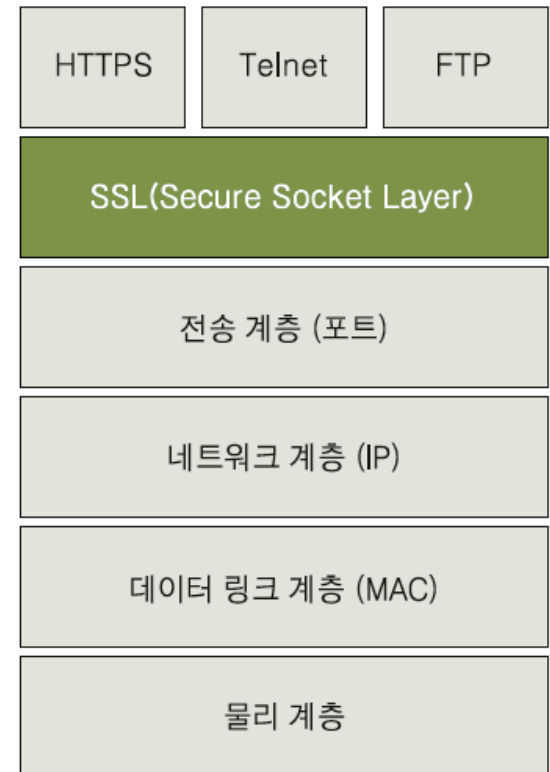 HTTPS Telnet FTP
SSL(Secure Socket Layer)
전송 계층 (포트)
네트워크 계층 (IP)
데이터 링크 계층 (MAC)
물리 계층